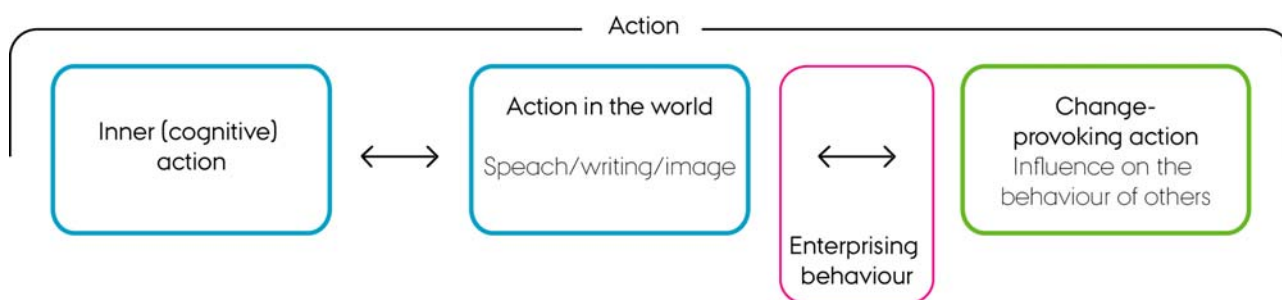 Action
Inner (cognitive)
action
Action in the world
Speach/writing/image
Enterprising
behaviour
Change-
provoking action
Influence on the
behaviour of others